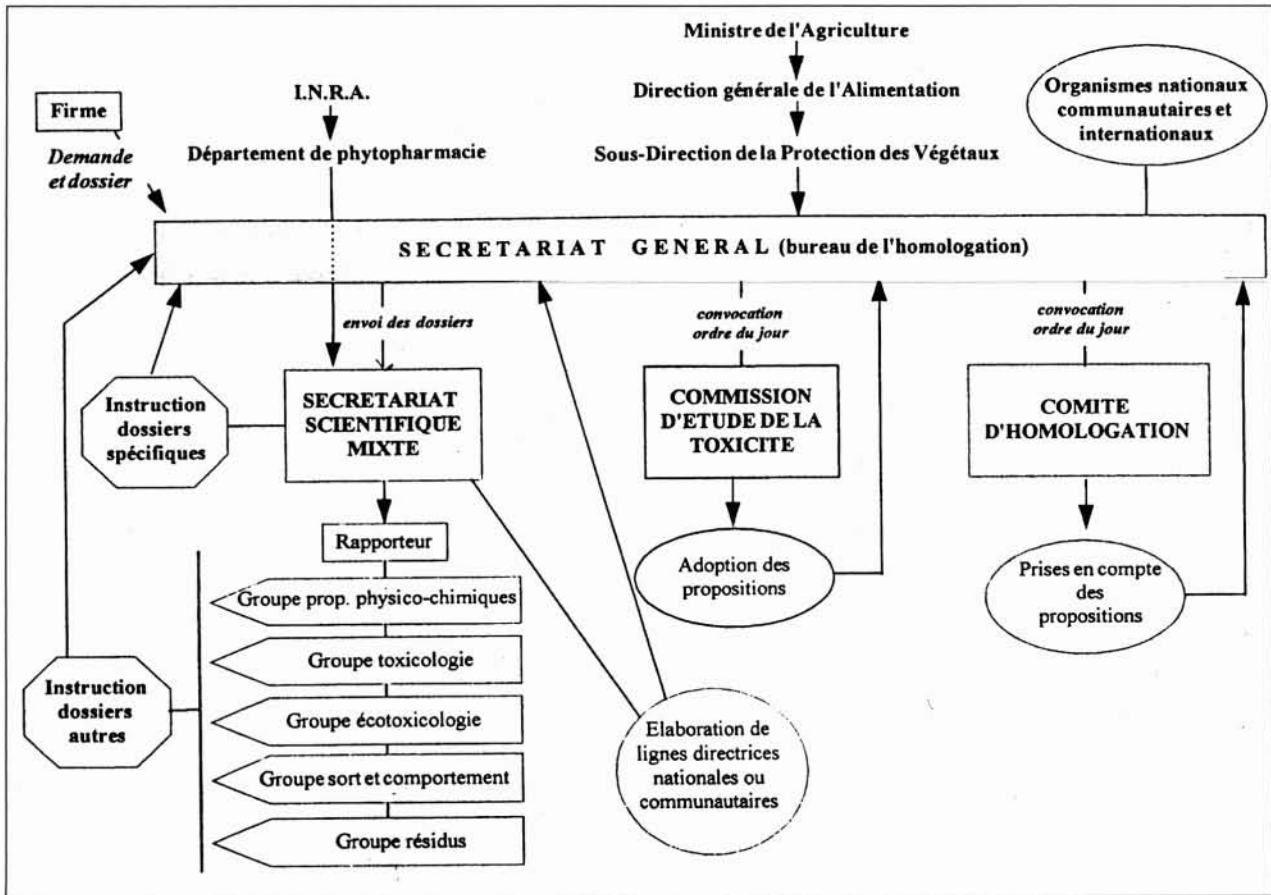 Ministre de l'Agriculture
I.N.R.A.
Direction générale de l'Alimentation
Organismes nationaux
communautaires et
internationaux
Firme
Demande
et dossier
Département de phytopharmacie
Sous-Direction de la Protection des Végétaux
SECRETARIAT GENERAL (bureau de l'homologation)
envoi des dossiers
convocation
ordre du jour
convocation
ordre du jour
Instruction
dossiers
spécifiques
SECRETARIAT
SCIENTIFIQUE
MIXTE
COMMISSION
D'ETUDE DE LA
TOXICITE
COMITE
D'HOMOLOGATION
Rapporteur
Adoption des
propositions
Prises en compte
des
propositions
Groupe prop. physico-chimiques
Groupe toxicologie
Groupe écotoxicologie
Groupe sort et comportement
Groupe résidus
Instruction
dossiers
autres
Elaboration de
lignes directrices
nationales ou
communautaires